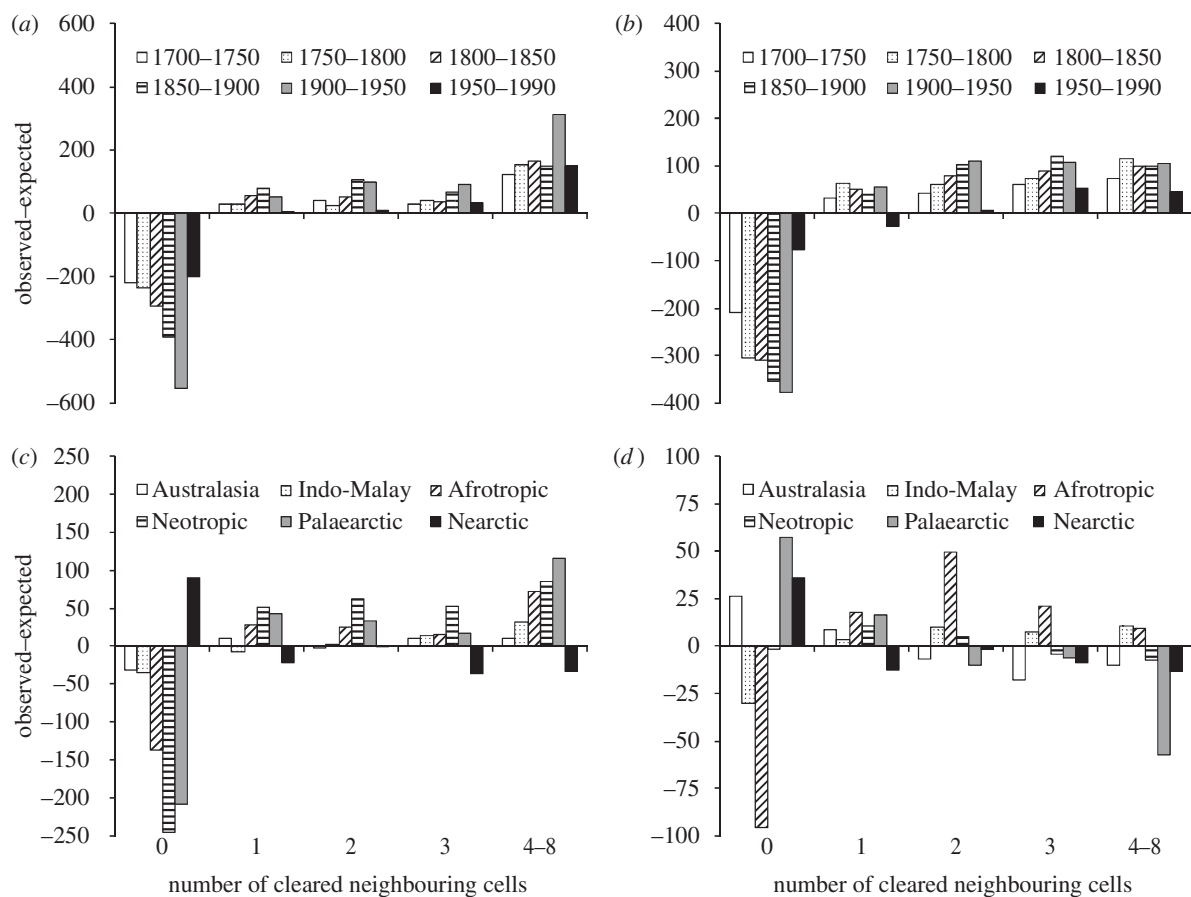 (a)
600
400
200
0
–200
–400
–600
observed–expected
1700–1750 1750–1800 1800–1850
1850–1900 1900–1950 1950–1990
(b)
400
300
200
100
0
–100
–200
–300
–400
1700–1750 1750–1800 1800–1850
1850–1900 1900–1950 1950–1990
(c)
250
200
150
100
50
0
–50
–100
–150
–200
–250
observed–expected
Australasia Indo-Malay Afrotropic
Neotropic Palaearctic Nearctic
0 1 2 3 4–8
number of cleared neighbouring cells
(d)
100
75
50
25
0
–25
–50
–75
–100
Australasia Indo-Malay Afrotropic
Neotropic Palaearctic Nearctic
0 1 2 3 4–8
number of cleared neighbouring cells